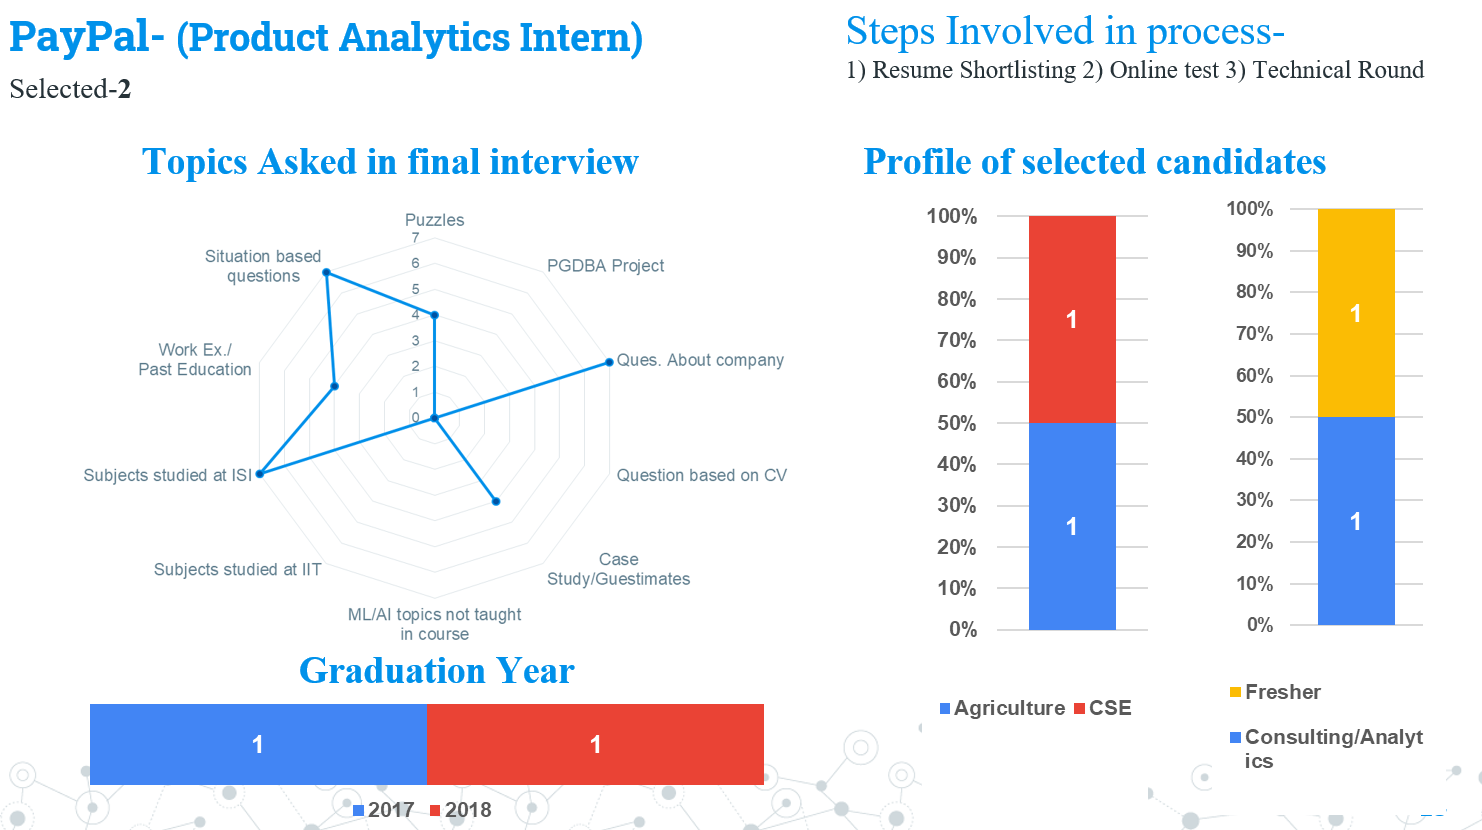 PayPal- (Product Analytics Intern)
Selected-2
Steps Involved in process-
1) Resume Shortlisting 2) Online test 3) Technical Round
Topics Asked in final interview
Puzzles
PGDBA Project
Ques. About company
Question based on CV
Case
Study/Guestimates
ML/AI topics not taught
in course
Subjects studied at IIT
Subjects studied at ISI
Work Ex./
Past Education
Situation based
questions
7
6
5
4
3
2
1
0
Graduation Year
1 1
2017 2018
Profile of selected candidates
100%
90%
80%
70%
60%
50%
40%
30%
20%
10%
0%
1
1
Agriculture CSE
100%
90%
80%
70%
60%
50%
40%
30%
20%
10%
0%
1
1
Fresher
Consulting/Analyt
ics